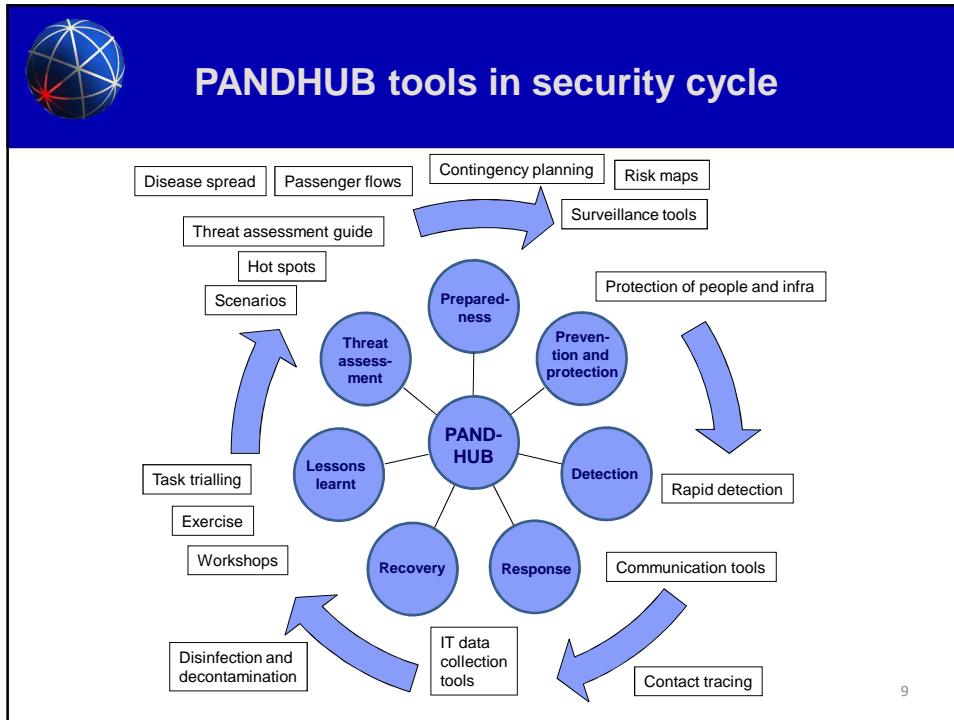 PANDHUB tools in security cycle
Contingency planning
Disease spread
Passenger flows
Risk maps
Surveillance tools
Threat assessment guide
Hot spots
Scenarios
Protection of people and infra
Prepared-
ness
Threat
assess-
ment
Preven-
tion and
protection
PAND-
HUB
Lessons
learnt
Detection
Task trialling
Rapid detection
Exercise
Workshops
Recovery
Response
Communication tools
IT data
collection
tools
Disinfection and
decontamination
Contact tracing
9